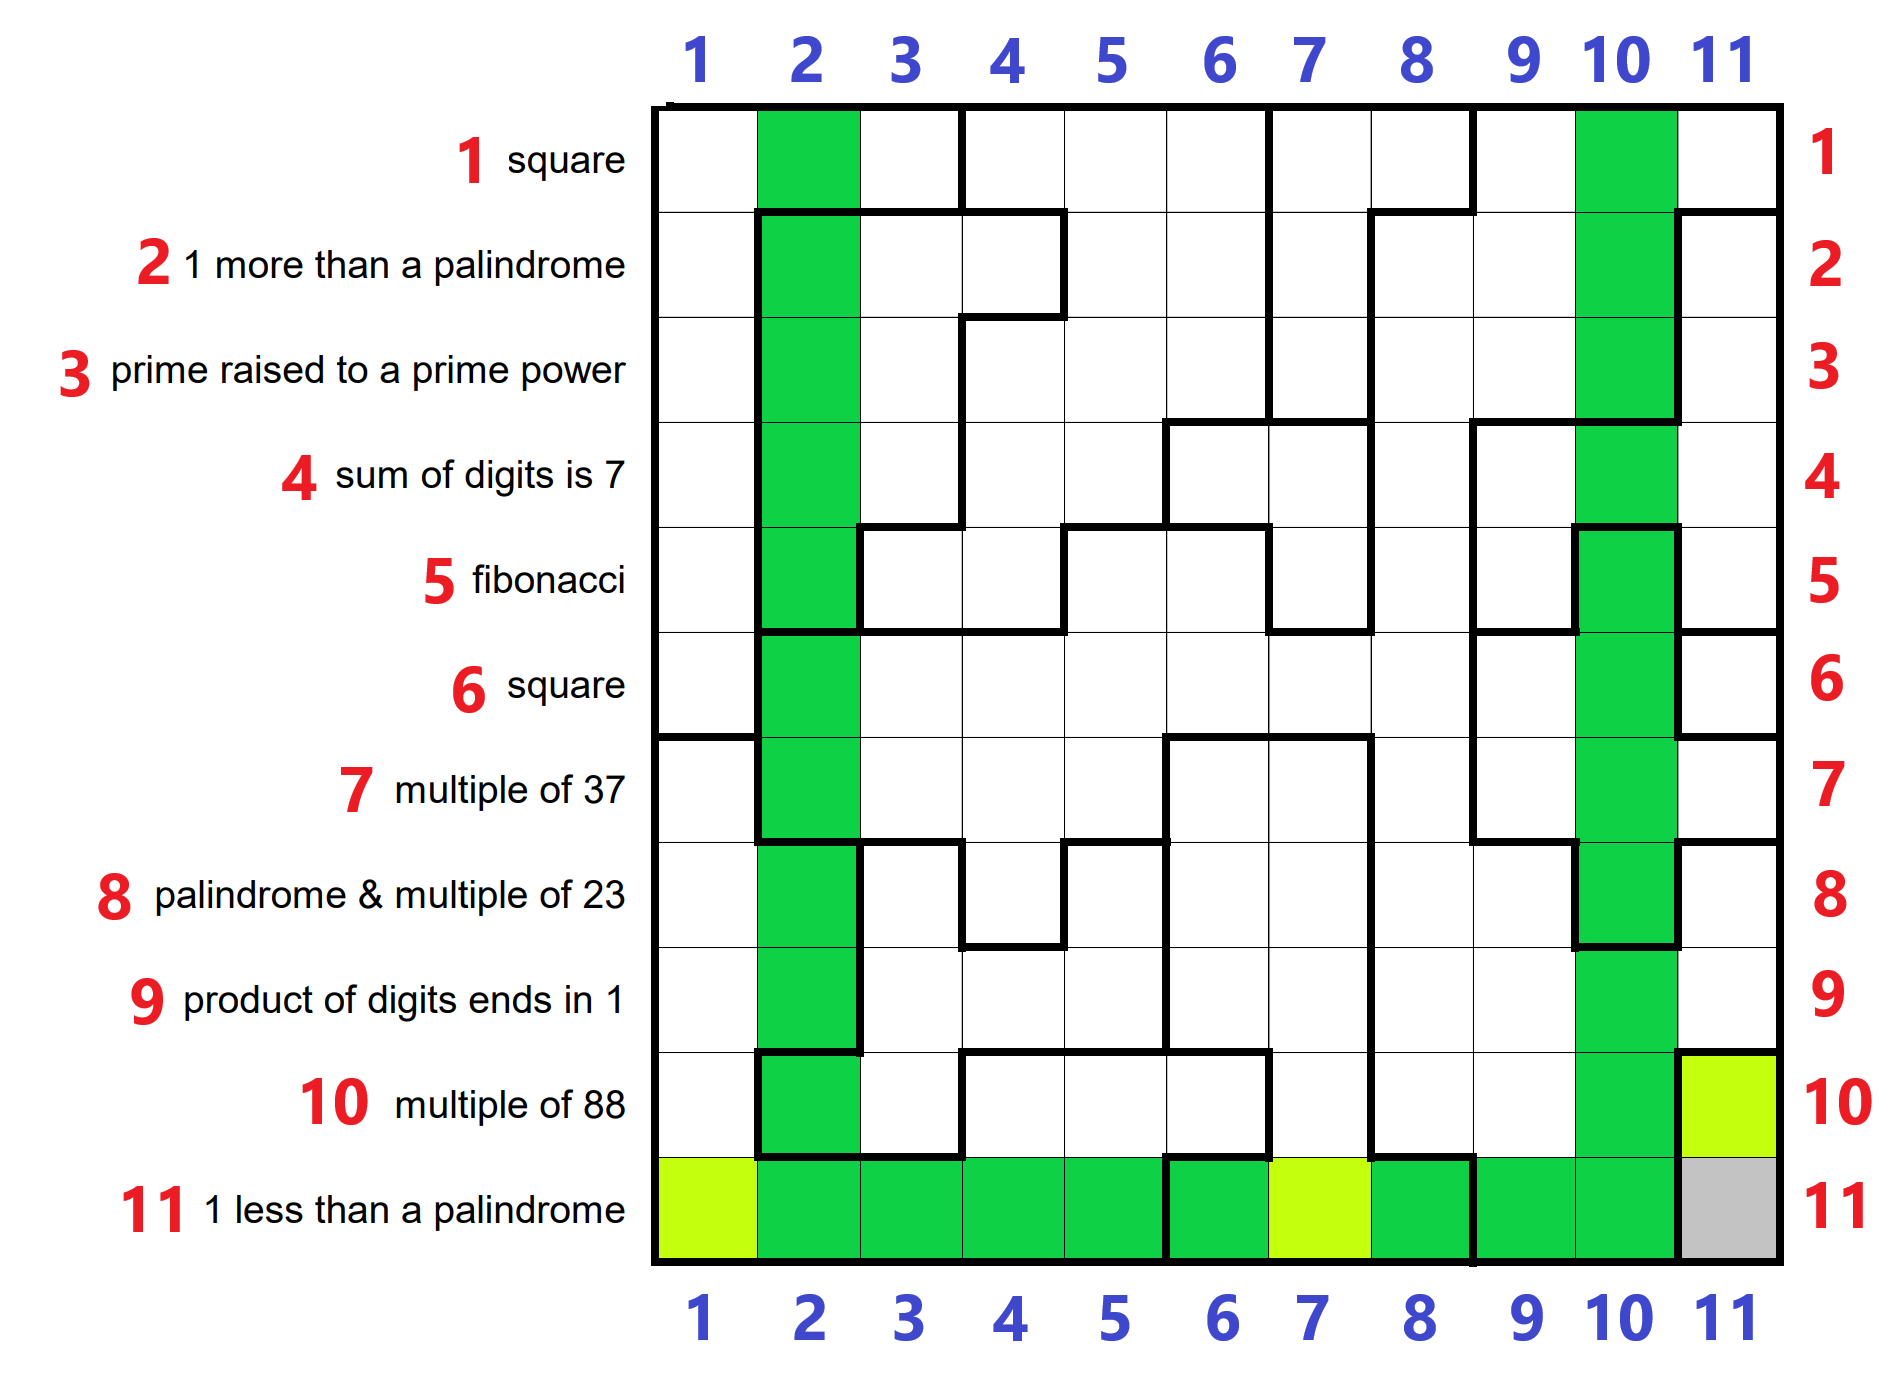 1 2 3 4 5 6 7 8 9 10 11
1 square 1
2 1 more than a palindrome 2
3 prime raised to a prime power 3
4 sum of digits is 7 4
5 fibonacci 5
6 square 6
7 multiple of 37 7
8 palindrome & multiple of 23 8
9 product of digits ends in 1 9
10 multiple of 88 10
11 1 less than a palindrome 11
1 2 3 4 5 6 7 8 9 10 11